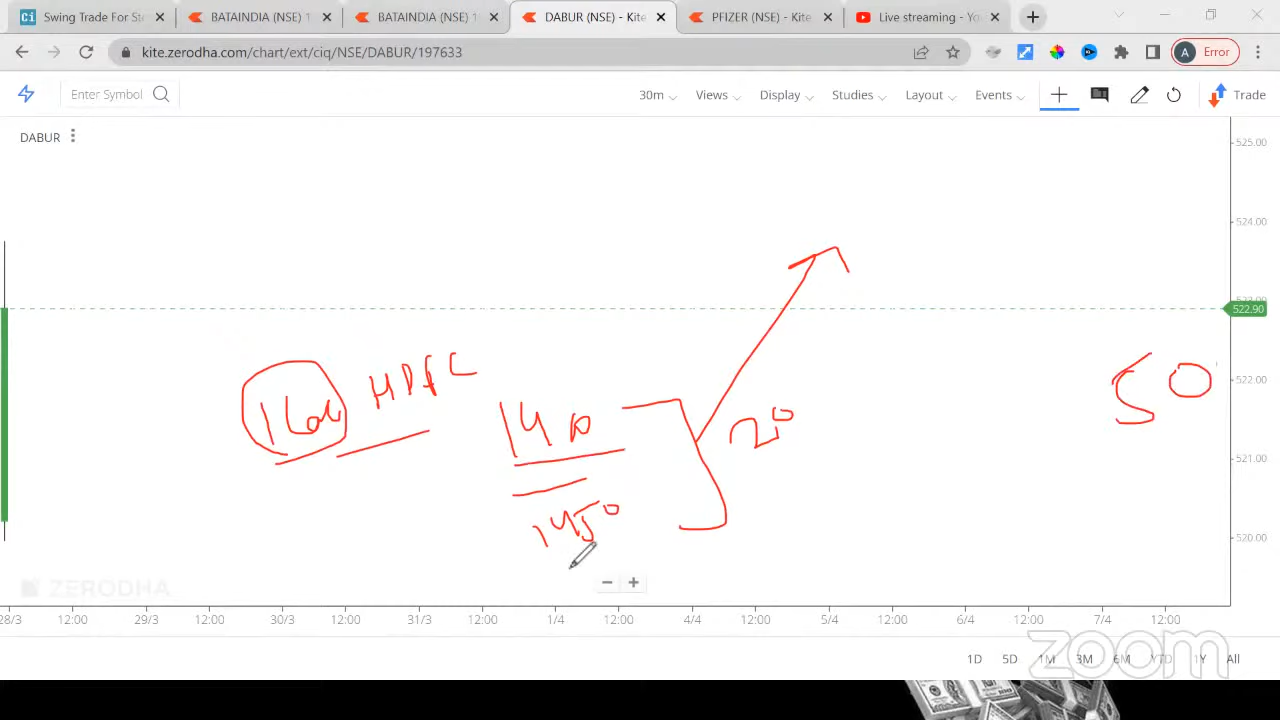 Swing Trade For Ste
BATAINDIA (NSE) 1
BATAINDIA (NSE) 1
DABUR (NSE) - Kite
PFIZER (NSE) - Kite.
Live streaming - Yo
kite.zerodha.com/chart/ext/ciq/NSE/DABUR/197633
A Error
Enter Symbol
30m Views Display Studies Layout Events Trade
DABUR
525.00
524.00
523.00
522.90
522.00
521.00
520.00
HDFC
1450
50
ZERODHA
28/3 12:00 29/3 12:00 30/3 12:00 31/3 12:00 1/4 12:00 4/4 12:00 5/4 12:00 6/4 12:00 7/4 12:00
1D 5D 1M 3M 6M YTD 1Y All
zoom